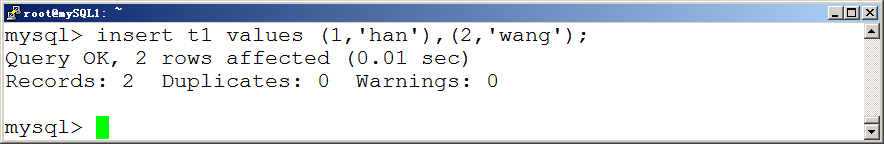 root@mySQL1: ~
mysql> insert t1 values (1,'han'),(2,'wang');
Query OK, 2 rows affected (0.01 sec)
Records: 2  Duplicates: 0  Warnings: 0
mysql>